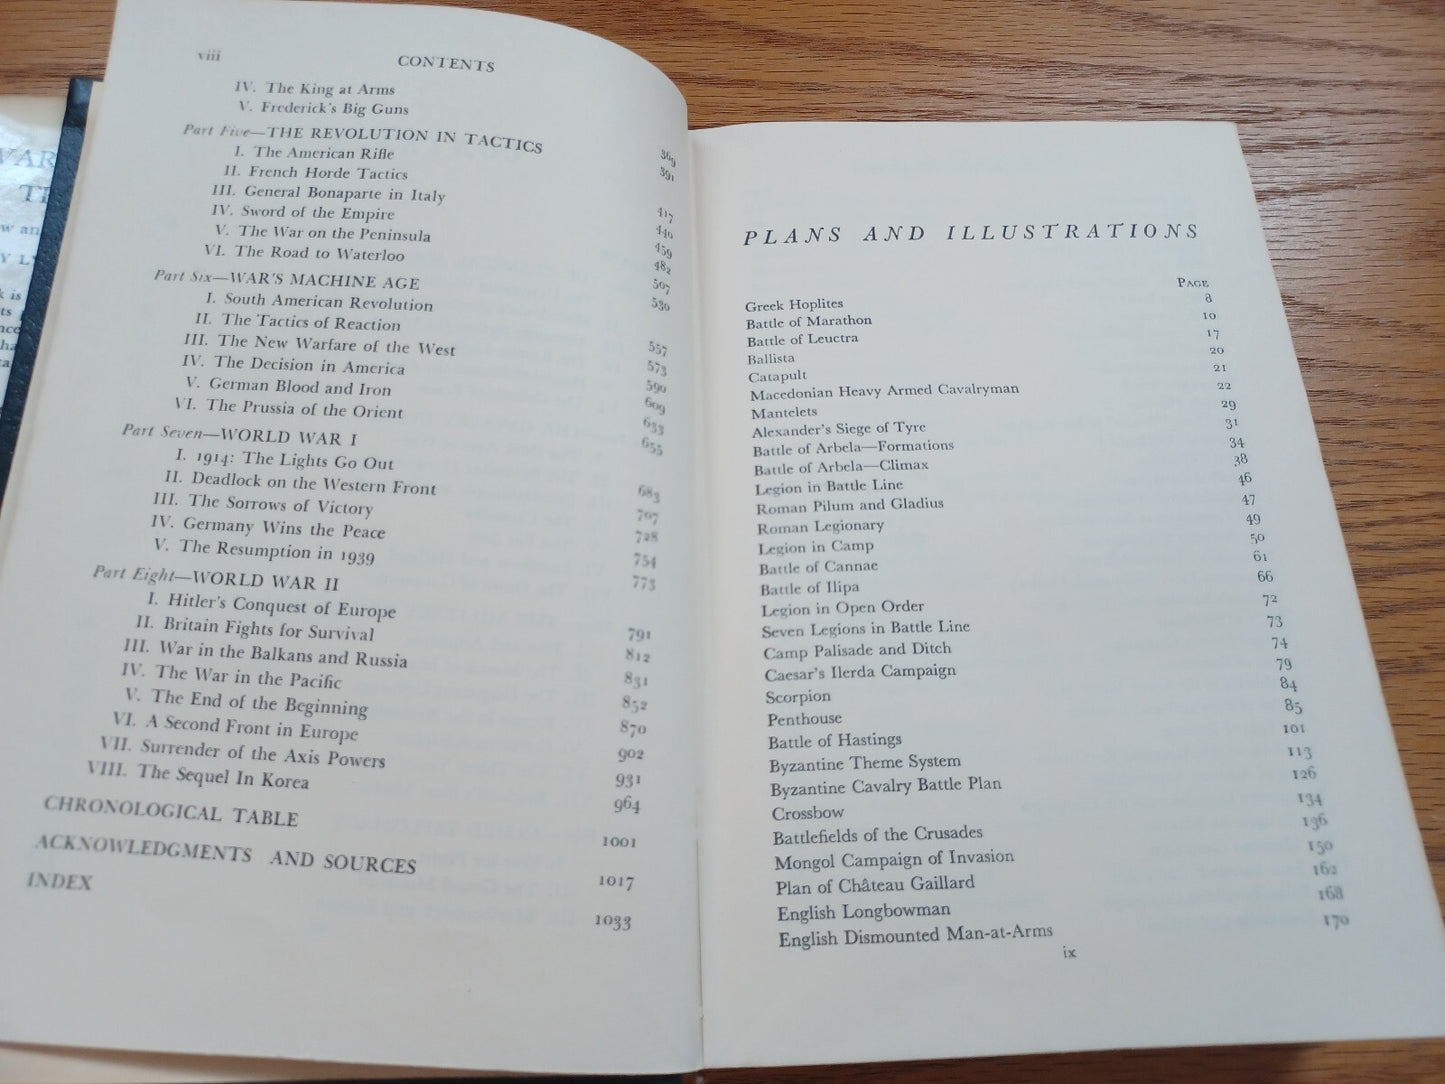 viii CONTENTS
IV. The King at Arms 369
V. Frederick's Big Guns 391
Part Five—THE REVOLUTION IN TACTICS
I. The American Rifle 417
II. French Horde Tactics 440
III. General Bonaparte in Italy 459
IV. Sword of the Empire 482
V. The War on the Peninsula 507
VI. The Road to Waterloo 530
Part Six—WAR'S MACHINE AGE
I. South American Revolution 557
II. The Tactics of Reaction 573
III. The New Warfare of the West 590
IV. The Decision in America 609
V. German Blood and Iron 633
VI. The Prussia of the Orient 655
Part Seven—WORLD WAR I
I. 1914: The Lights Go Out 683
II. Deadlock on the Western Front 707
III. The Sorrows of Victory 728
IV. Germany Wins the Peace 754
V. The Resumption in 1939 773
Part Eight—WORLD WAR II
I. Hitler's Conquest of Europe 791
II. Britain Fights for Survival 812
III. War in the Balkans and Russia 831
IV. The War in the Pacific 852
V. The End of the Beginning 870
VI. A Second Front in Europe 902
VII. Surrender of the Axis Powers 931
VIII. The Sequel In Korea 964
CHRONOLOGICAL TABLE 1001
ACKNOWLEDGMENTS AND SOURCES 1017
INDEX 1033
PLANS AND ILLUSTRATIONS
PAGE
Greek Hoplites 8
Battle of Marathon 10
Battle of Leuctra 17
Ballista 20
Catapult 21
Macedonian Heavy Armed Cavalryman 22
Mantelets 29
Alexander's Siege of Tyre 31
Battle of Arbela—Formations 34
Battle of Arbela—Climax 38
Legion in Battle Line 46
Roman Pilum and Gladius 47
Roman Legionary 49
Legion in Camp 50
Battle of Cannae 61
Battle of Ilipa 66
Legion in Open Order 72
Seven Legions in Battle Line 73
Camp Palisade and Ditch 74
Caesar's Ilerda Campaign 79
Scorpion 84
Penthouse 85
Battle of Hastings 101
Byzantine Theme System 113
Byzantine Cavalry Battle Plan 126
Crossbow 134
Battlefields of the Crusades 136
Mongol Campaign of Invasion 150
Plan of Château Gaillard 162
English Longbowman 168
English Dismounted Man-at-Arms 170
ix